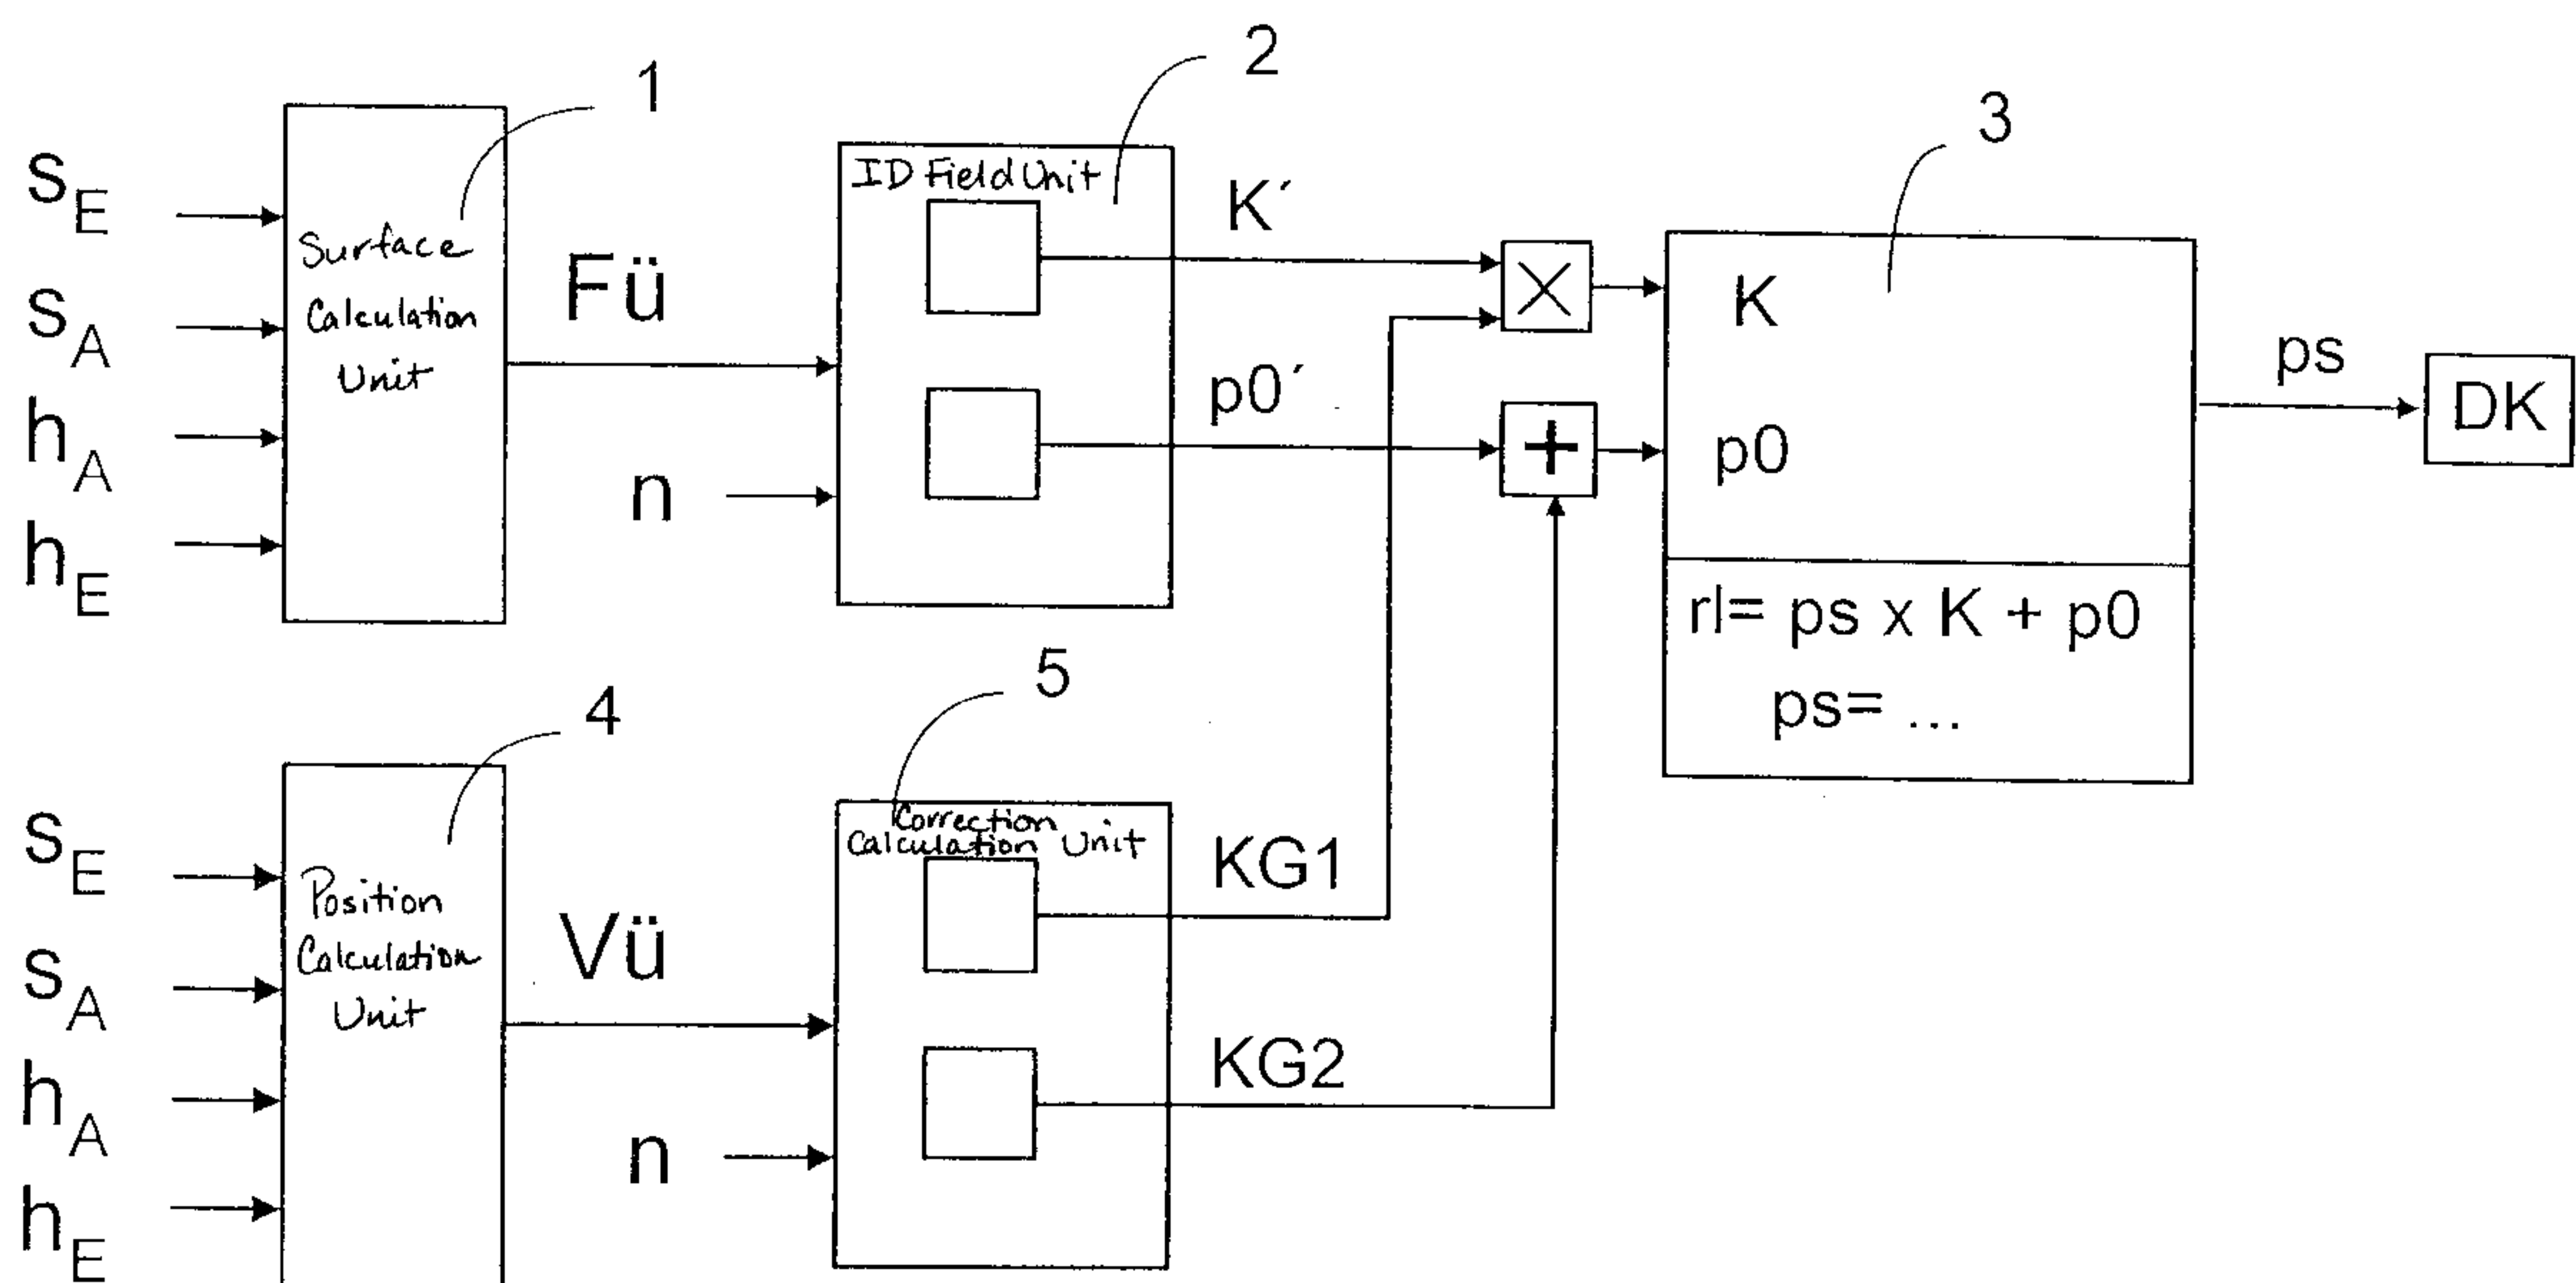 1
2
3
S_E
S_A
h_A
h_E
Surface
Calculation
Unit
Fü
n
ID Field Unit
K´
p0´
×
+
K
p0
rl= ps x K + p0
ps= ...
ps
DK
4
5
S_E
S_A
h_A
h_E
Position
Calculation
Unit
Vü
n
Correction
Calculation Unit
KG1
KG2